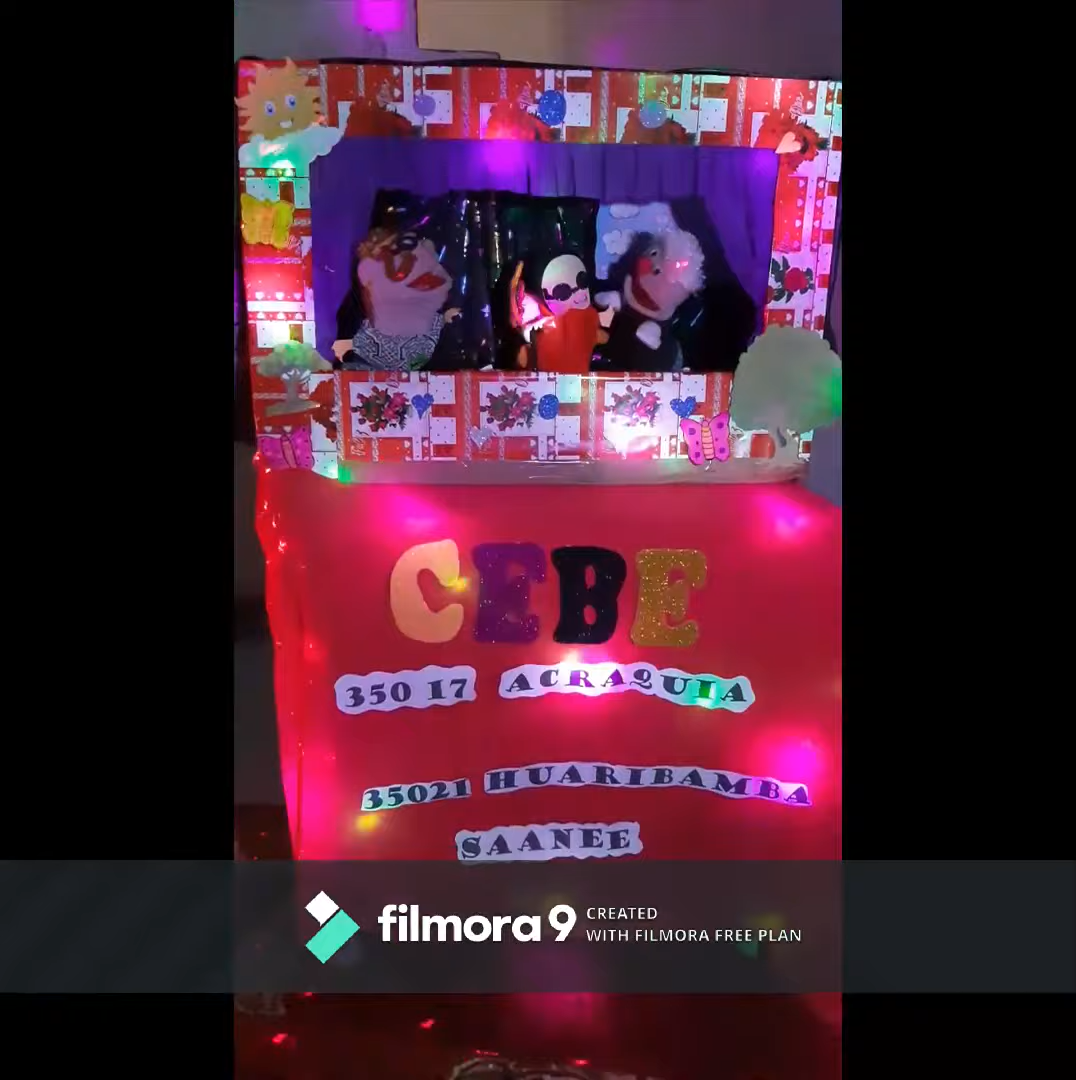 CEBE
350 17 ACRAQUIA
35021 HUARIBAMBA
SAANEE
filmora 9 CREATED
WITH FILMORA FREE PLAN